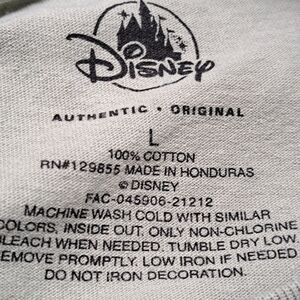 Disney
AUTHENTIC • ORIGINAL
L
100% COTTON
RN#129855 MADE IN HONDURAS
© DISNEY
FAC-045906-21212
MACHINE WASH COLD WITH SIMILAR
COLORS, INSIDE OUT. ONLY NON-CHLORINE
BLEACH WHEN NEEDED. TUMBLE DRY LOW.
REMOVE PROMPTLY. LOW IRON IF NEEDED
DO NOT IRON DECORATION.